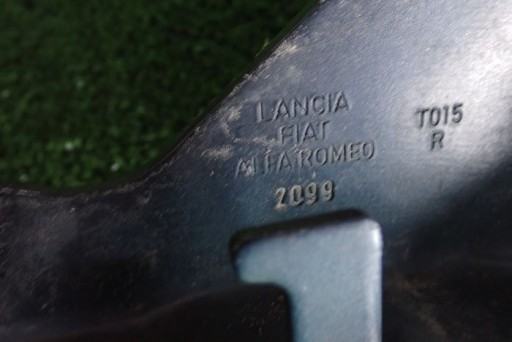 LANCIA
FIAT
ALFA ROMEO
2099
T015
R